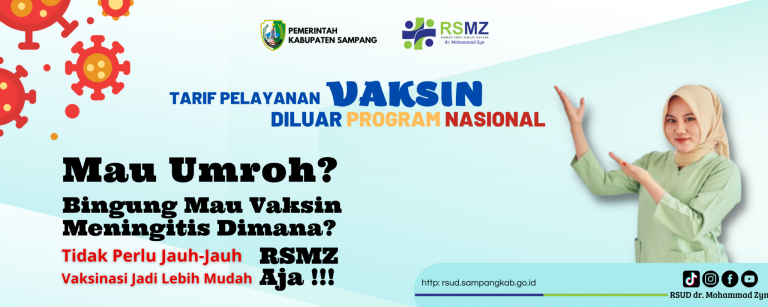 PEMERINTAH
KABUPATEN SAMPANG
RSMZ
dr. Mohammad Zyn
TARIF PELAYANAN VAKSIN
DILUAR PROGRAM NASIONAL
Mau Umroh?
Bingung Mau Vaksin
Meningitis Dimana?
Tidak Perlu Jauh-Jauh RSMZ
Vaksinasi Jadi Lebih Mudah Aja !!!
http: rsud.sampangkab.go.id
RSUD dr. Mohammad Zyn